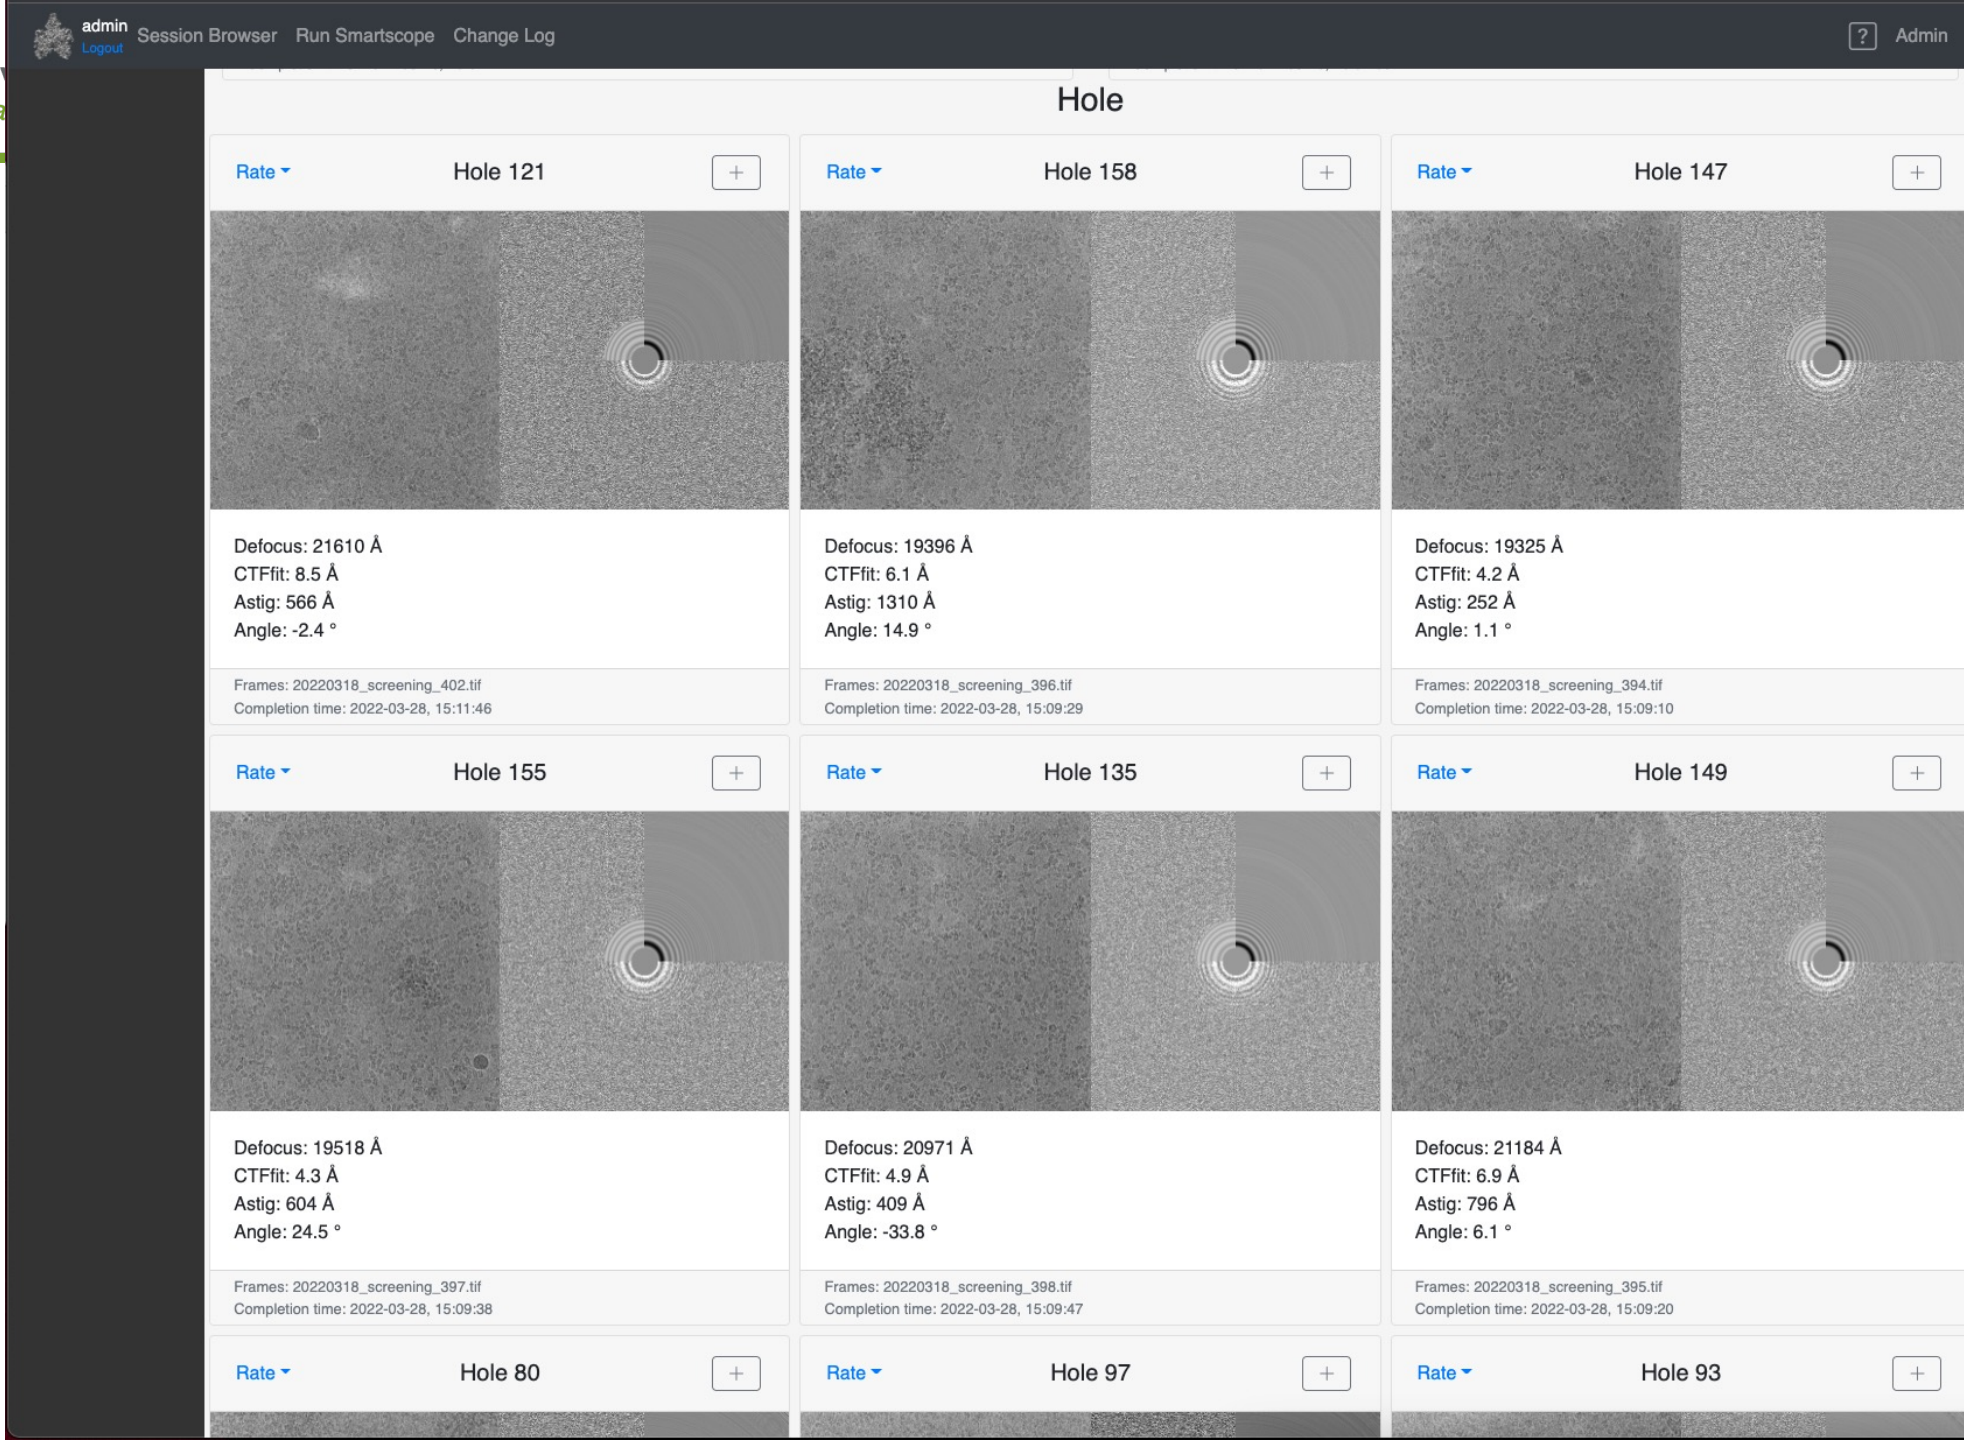 admin
Logout
Session Browser
Run Smartscope
Change Log
?
Admin
Hole
Rate
Hole 121
+
Defocus: 21610 Å
CTFfit: 8.5 Å
Astig: 566 Å
Angle: -2.4 °
Frames: 20220318_screening_402.tif
Completion time: 2022-03-28, 15:11:46
Rate
Hole 158
+
Defocus: 19396 Å
CTFfit: 6.1 Å
Astig: 1310 Å
Angle: 14.9 °
Frames: 20220318_screening_396.tif
Completion time: 2022-03-28, 15:09:29
Rate
Hole 147
+
Defocus: 19325 Å
CTFfit: 4.2 Å
Astig: 252 Å
Angle: 1.1 °
Frames: 20220318_screening_394.tif
Completion time: 2022-03-28, 15:09:10
Rate
Hole 155
+
Defocus: 19518 Å
CTFfit: 4.3 Å
Astig: 604 Å
Angle: 24.5 °
Frames: 20220318_screening_397.tif
Completion time: 2022-03-28, 15:09:38
Rate
Hole 135
+
Defocus: 20971 Å
CTFfit: 4.9 Å
Astig: 409 Å
Angle: -33.8 °
Frames: 20220318_screening_398.tif
Completion time: 2022-03-28, 15:09:47
Rate
Hole 149
+
Defocus: 21184 Å
CTFfit: 6.9 Å
Astig: 796 Å
Angle: 6.1 °
Frames: 20220318_screening_395.tif
Completion time: 2022-03-28, 15:09:20
Rate
Hole 80
+
Rate
Hole 97
+
Rate
Hole 93
+